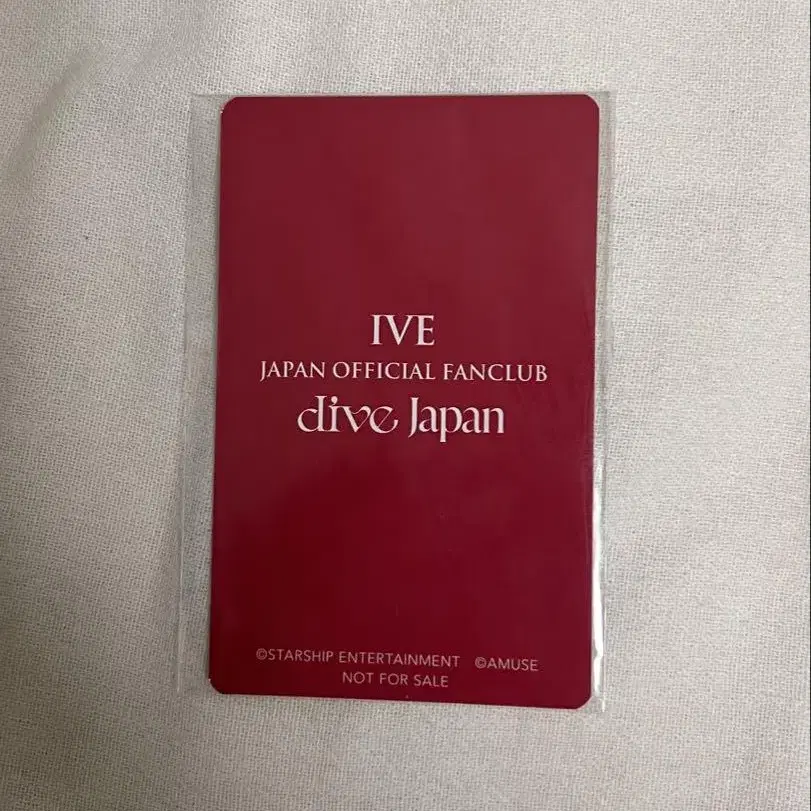 IVE
JAPAN OFFICIAL FANCLUB
dive Japan
©STARSHIP ENTERTAINMENT ©AMUSE
NOT FOR SALE